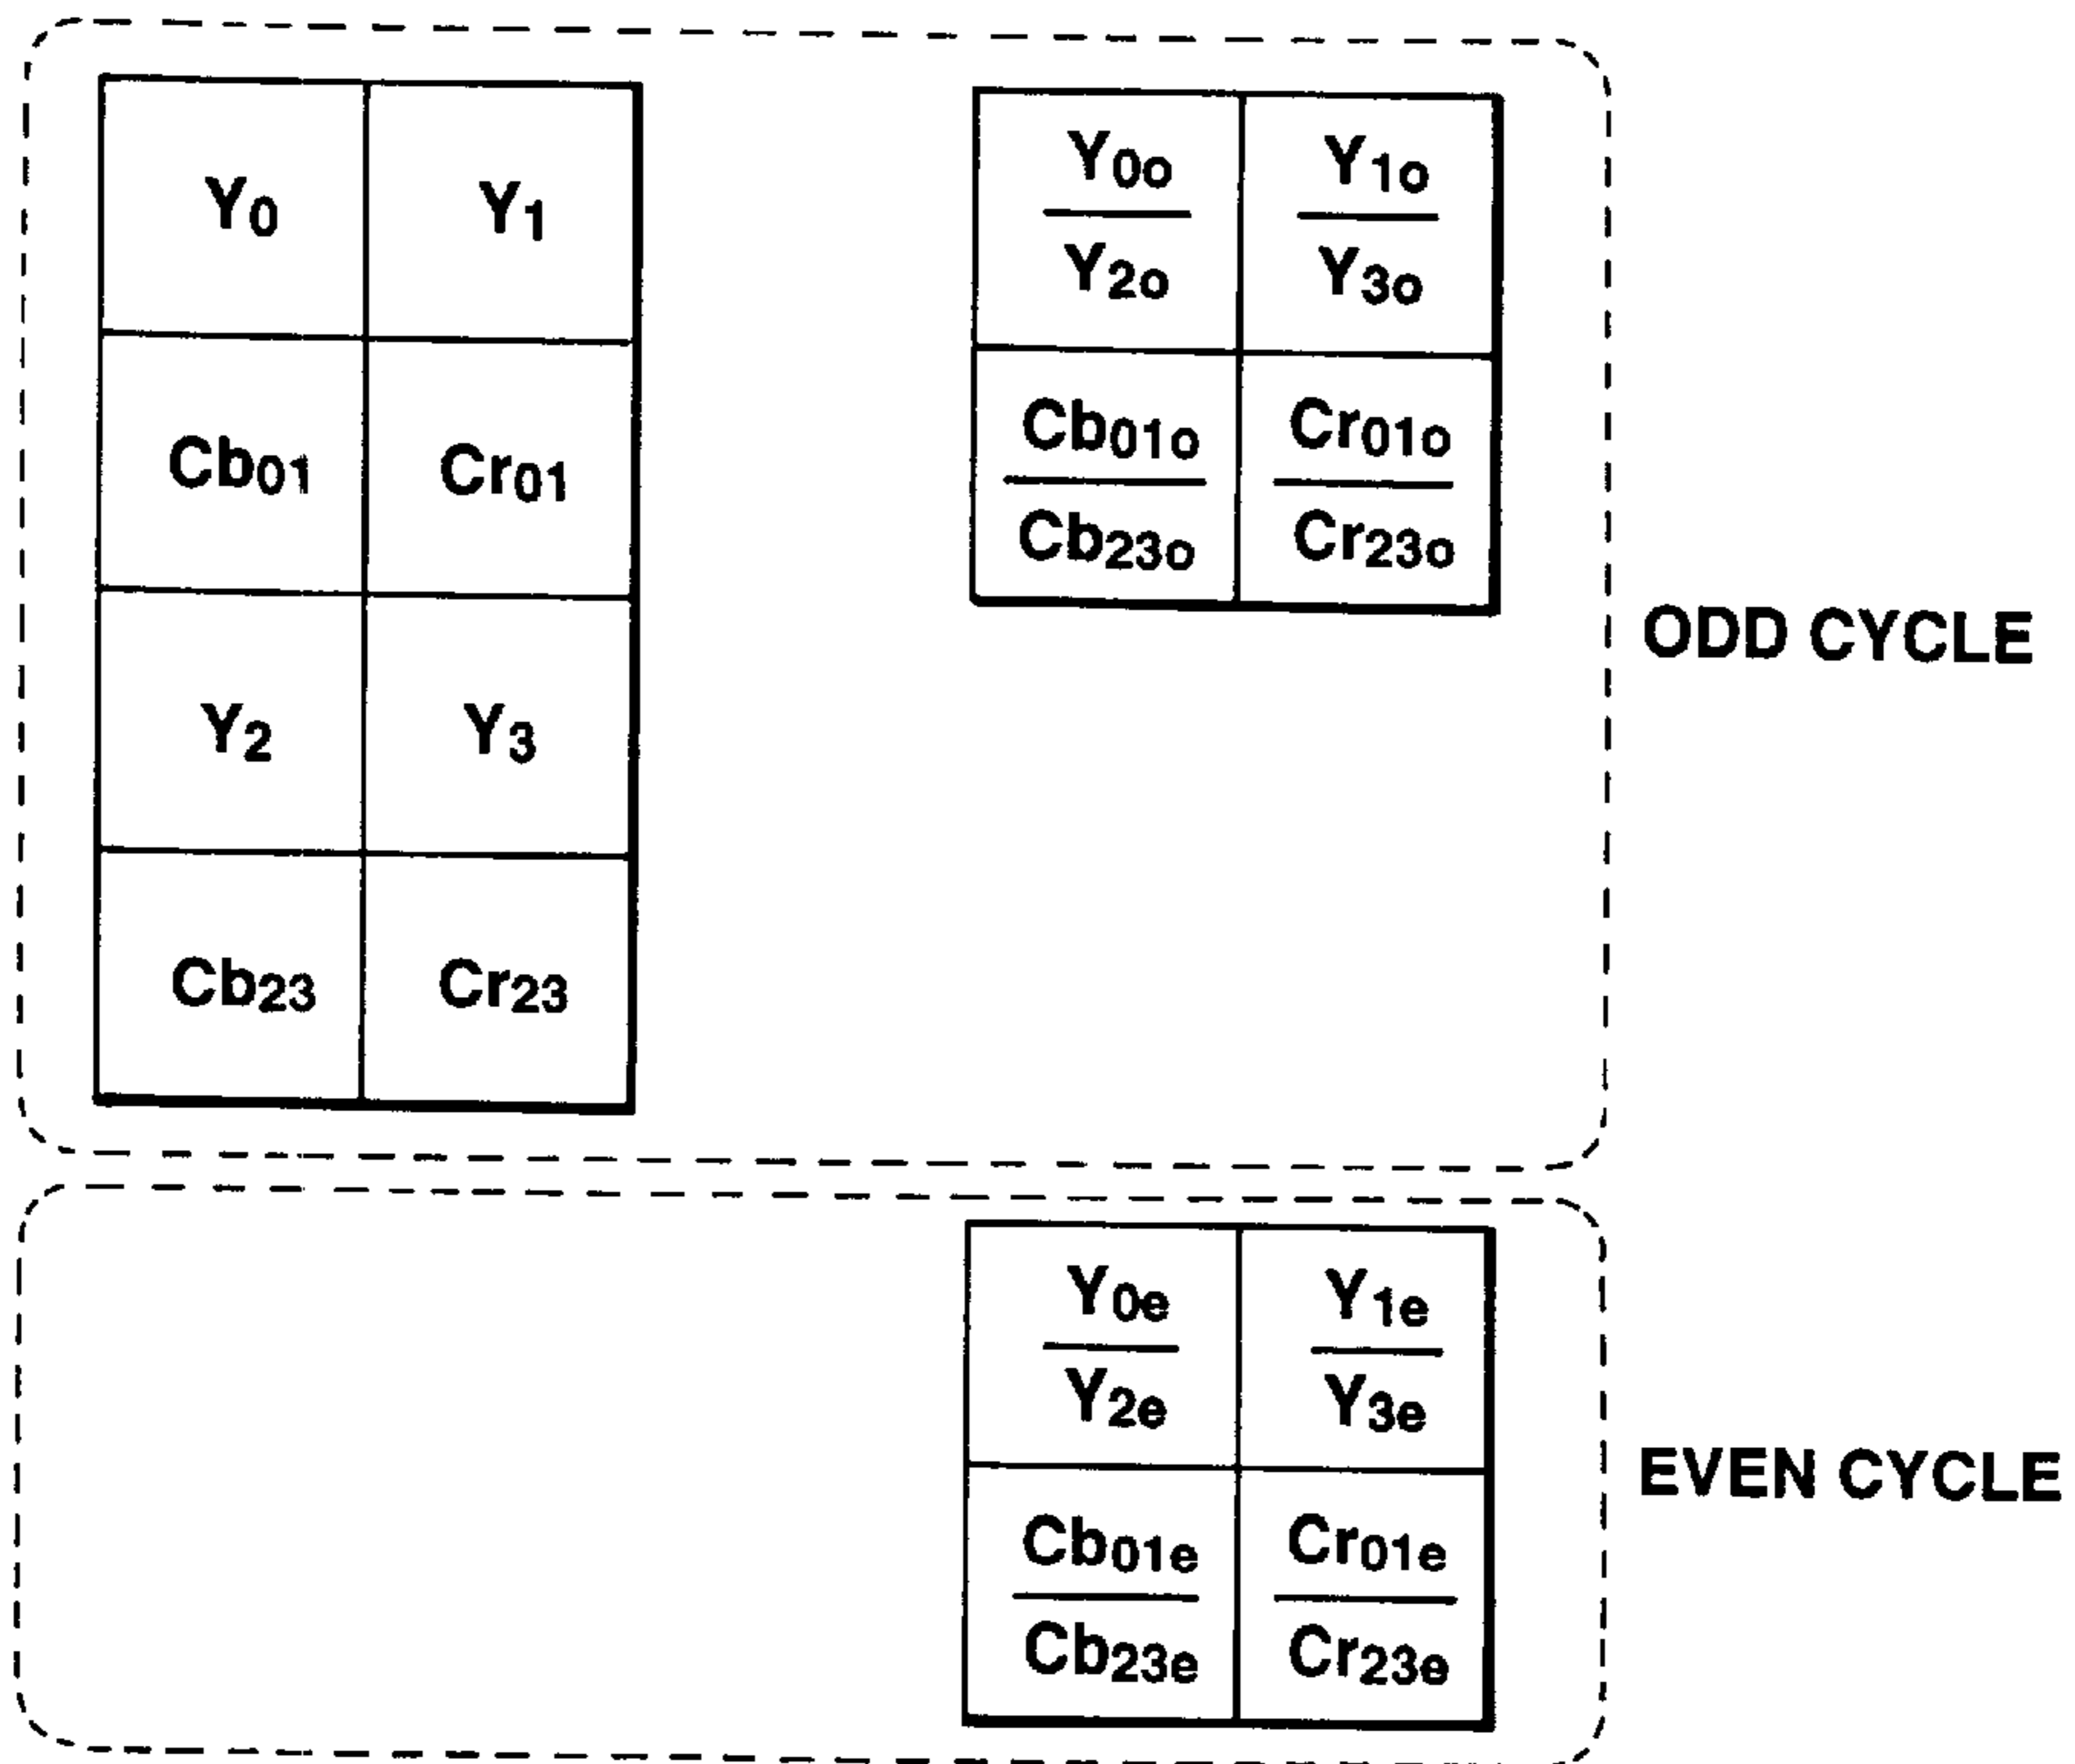 Y0 Y1
Cb01 Cr01
Y2 Y3
Cb23 Cr23
Y0o Y1o
Y2o Y3o
Cb01o Cr01o
Cb23o Cr23o
ODD CYCLE
Y0e Y1e
Y2e Y3e
Cb01e Cr01e
Cb23e Cr23e
EVEN CYCLE